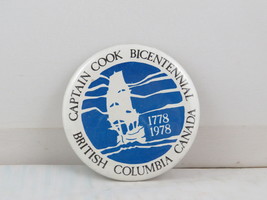 CAPTAIN COOK BICENTENNIAL
1778
1978
BRITISH COLUMBIA CANADA